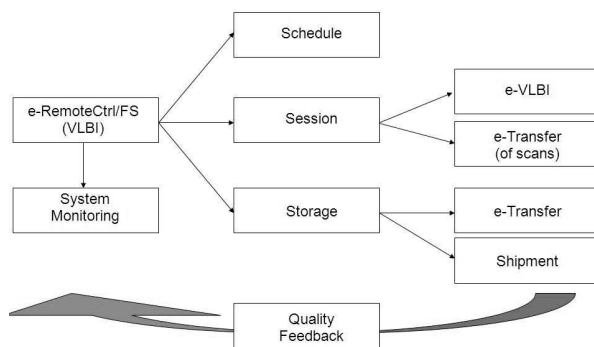 Schedule
e-RemoteCtrl/FS
(VLBI)
Session
e-VLBI
e-Transfer
(of scans)
System
Monitoring
Storage
e-Transfer
Shipment
Quality
Feedback